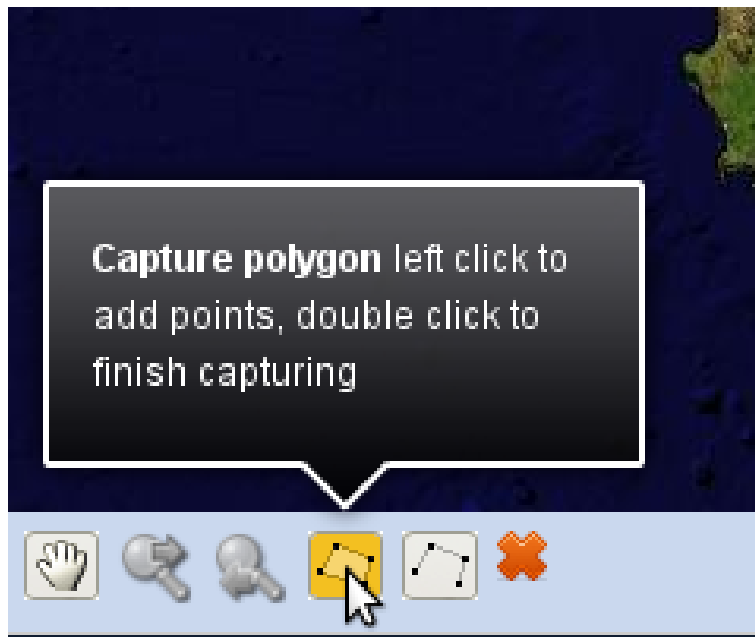 Capture polygon left click to
add points, double click to
finish capturing